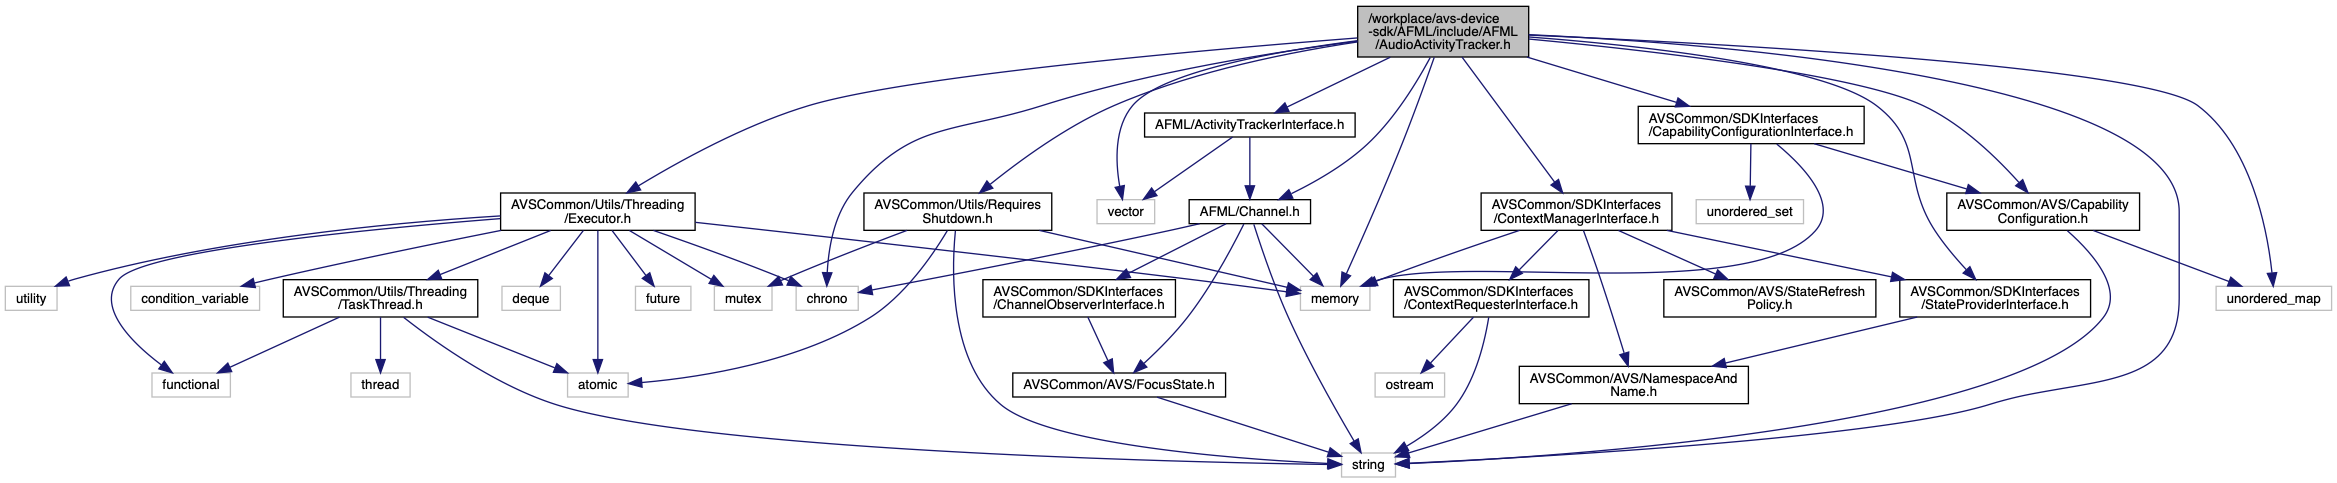 /workplace/avs-device
-sdk/AFML/include/AFML
/AudioActivityTracker.h
AFML/ActivityTrackerInterface.h
AVSCommon/SDKInterfaces
/CapabilityConfigurationInterface.h
AVSCommon/Utils/Threading
/Executor.h
AVSCommon/Utils/Requires
Shutdown.h
vector
AFML/Channel.h
AVSCommon/SDKInterfaces
/ContextManagerInterface.h
unordered_set
AVSCommon/AVS/Capability
Configuration.h
utility
condition_variable
AVSCommon/Utils/Threading
/TaskThread.h
deque
future
mutex
chrono
AVSCommon/SDKInterfaces
/ChannelObserverInterface.h
memory
AVSCommon/SDKInterfaces
/ContextRequesterInterface.h
AVSCommon/AVS/StateRefresh
Policy.h
AVSCommon/SDKInterfaces
/StateProviderInterface.h
unordered_map
functional
thread
atomic
AVSCommon/AVS/FocusState.h
ostream
AVSCommon/AVS/NamespaceAnd
Name.h
string